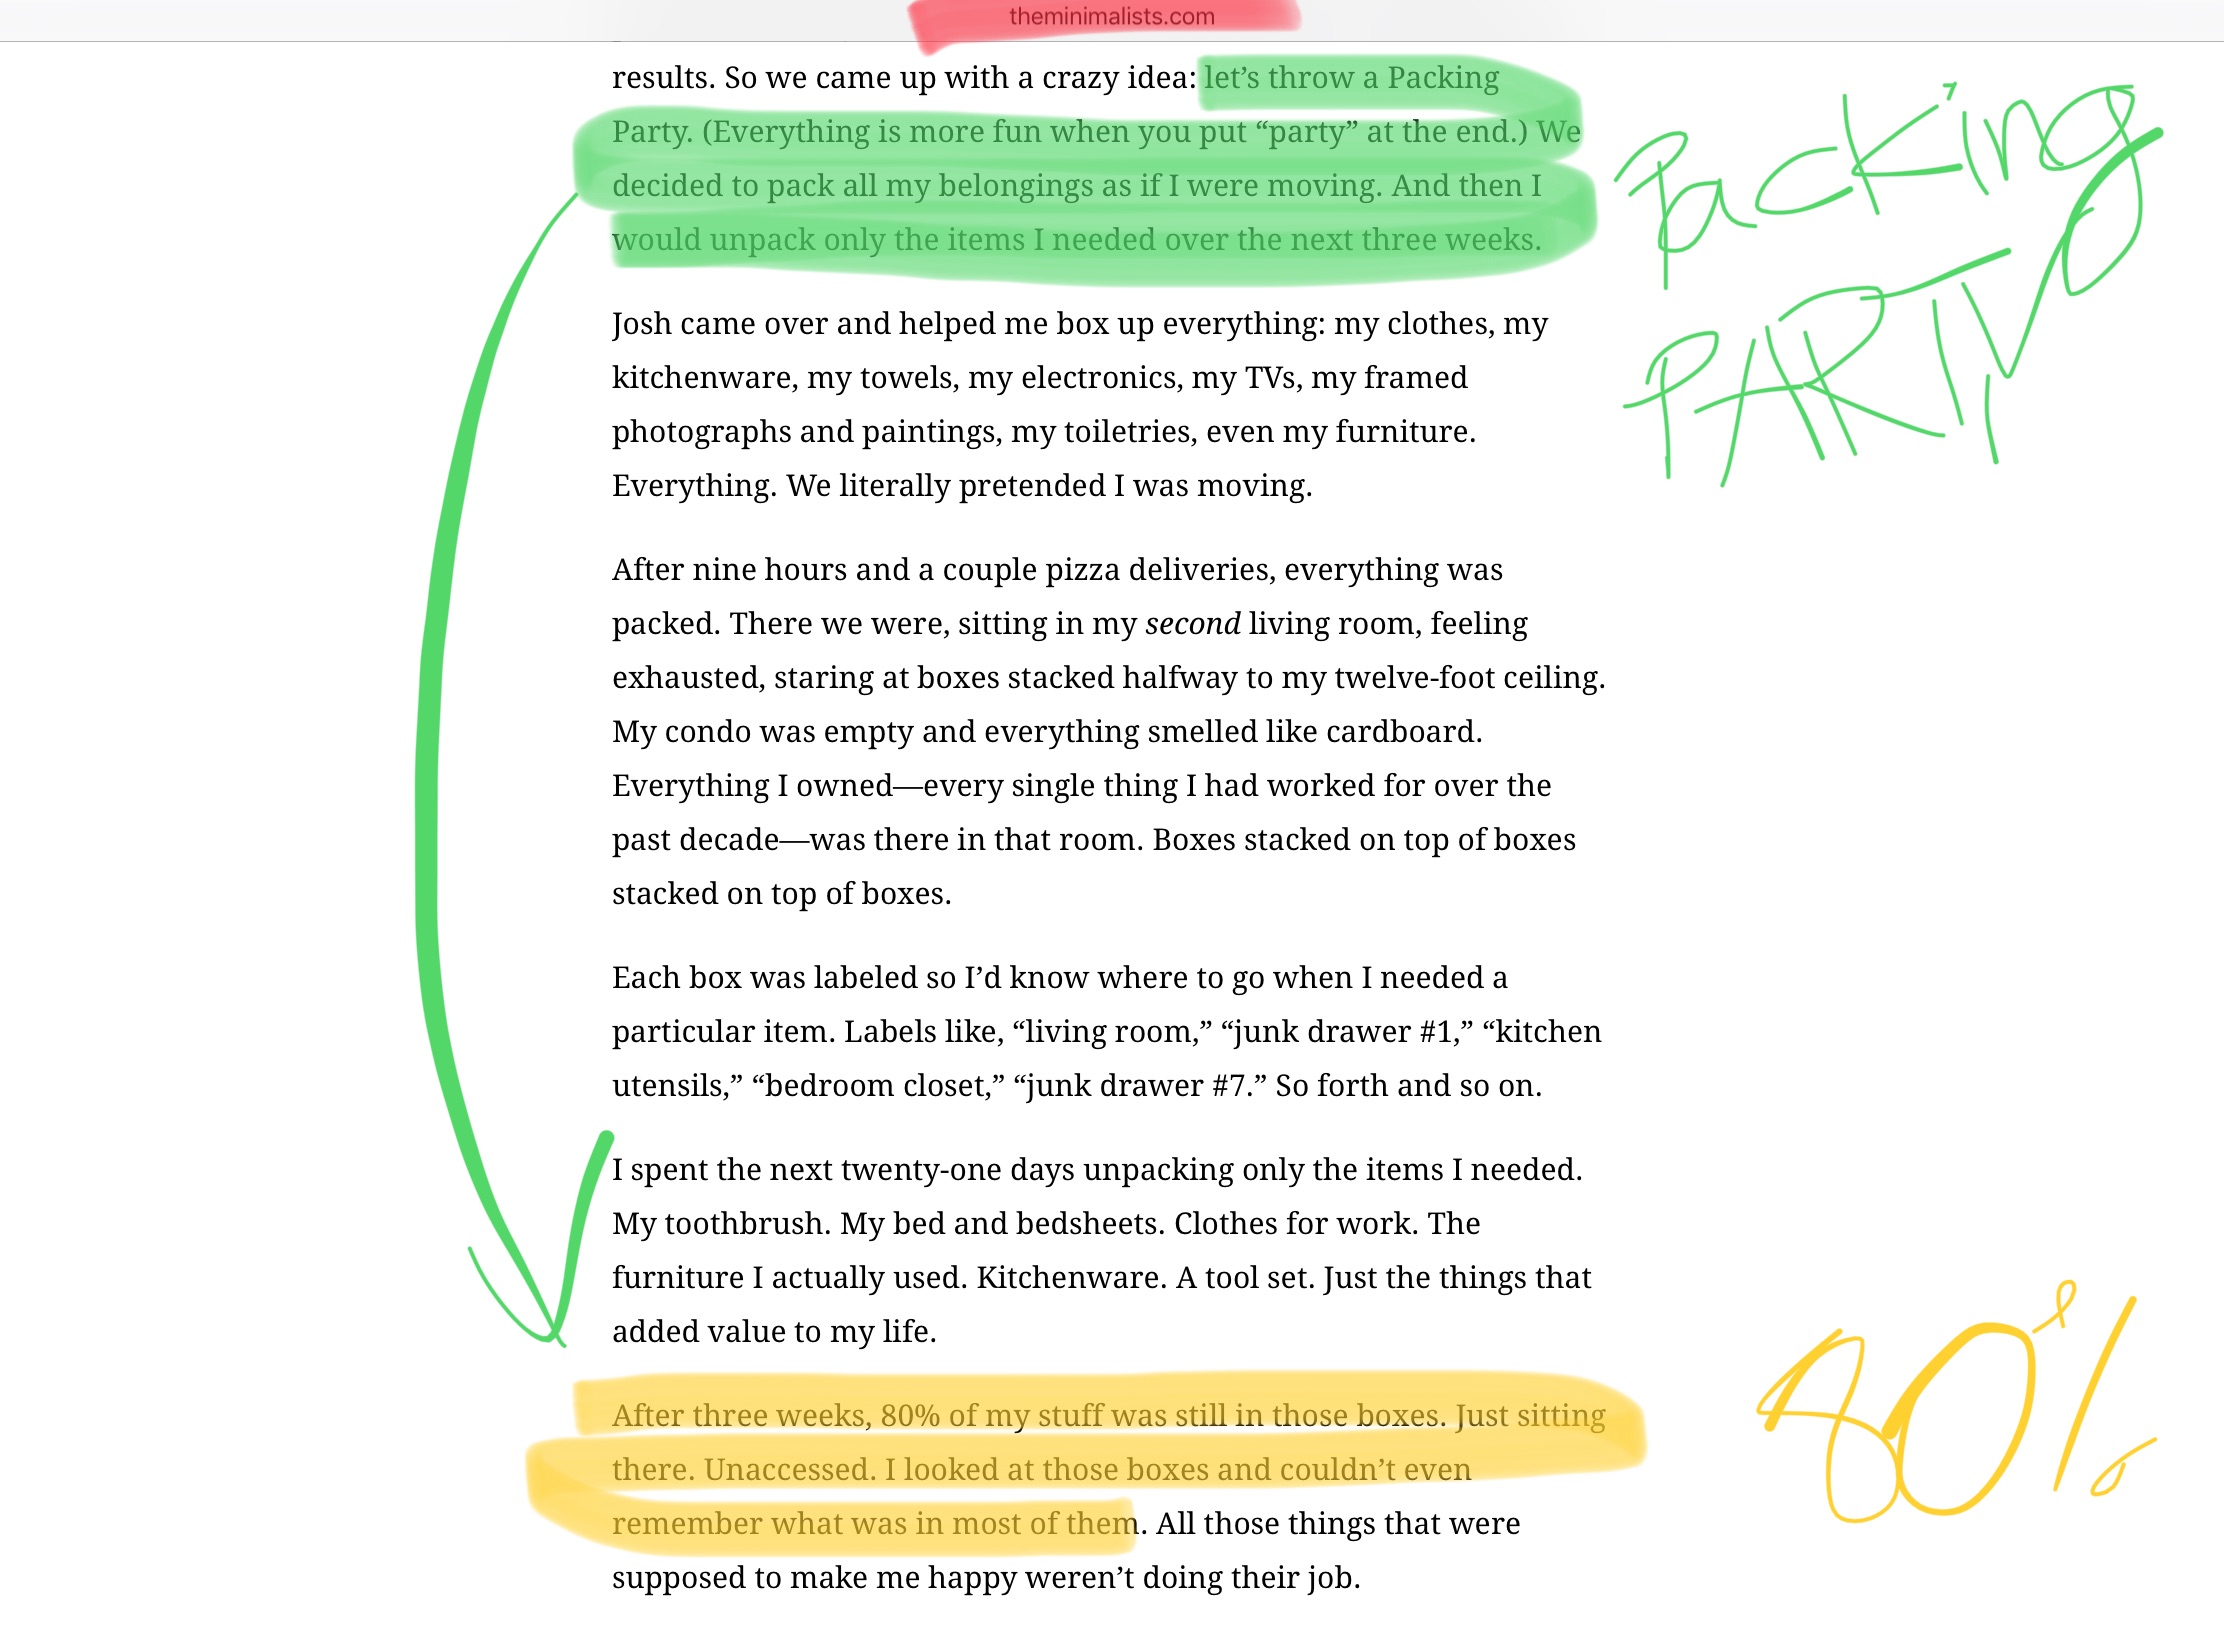 theminimalists.com
results. So we came up with a crazy idea: let’s throw a Packing
Party. (Everything is more fun when you put “party” at the end.) We
decided to pack all my belongings as if I were moving. And then I
would unpack only the items I needed over the next three weeks.
Packing
PARTY
Josh came over and helped me box up everything: my clothes, my
kitchenware, my towels, my electronics, my TVs, my framed
photographs and paintings, my toiletries, even my furniture.
Everything. We literally pretended I was moving.
After nine hours and a couple pizza deliveries, everything was
packed. There we were, sitting in my second living room, feeling
exhausted, staring at boxes stacked halfway to my twelve-foot ceiling.
My condo was empty and everything smelled like cardboard.
Everything I owned—every single thing I had worked for over the
past decade—was there in that room. Boxes stacked on top of boxes
stacked on top of boxes.
Each box was labeled so I’d know where to go when I needed a
particular item. Labels like, “living room,” “junk drawer #1,” “kitchen
utensils,” “bedroom closet,” “junk drawer #7.” So forth and so on.
I spent the next twenty-one days unpacking only the items I needed.
My toothbrush. My bed and bedsheets. Clothes for work. The
furniture I actually used. Kitchenware. A tool set. Just the things that
added value to my life.
After three weeks, 80% of my stuff was still in those boxes. Just sitting
there. Unaccessed. I looked at those boxes and couldn’t even
remember what was in most of them. All those things that were
supposed to make me happy weren’t doing their job.
80%